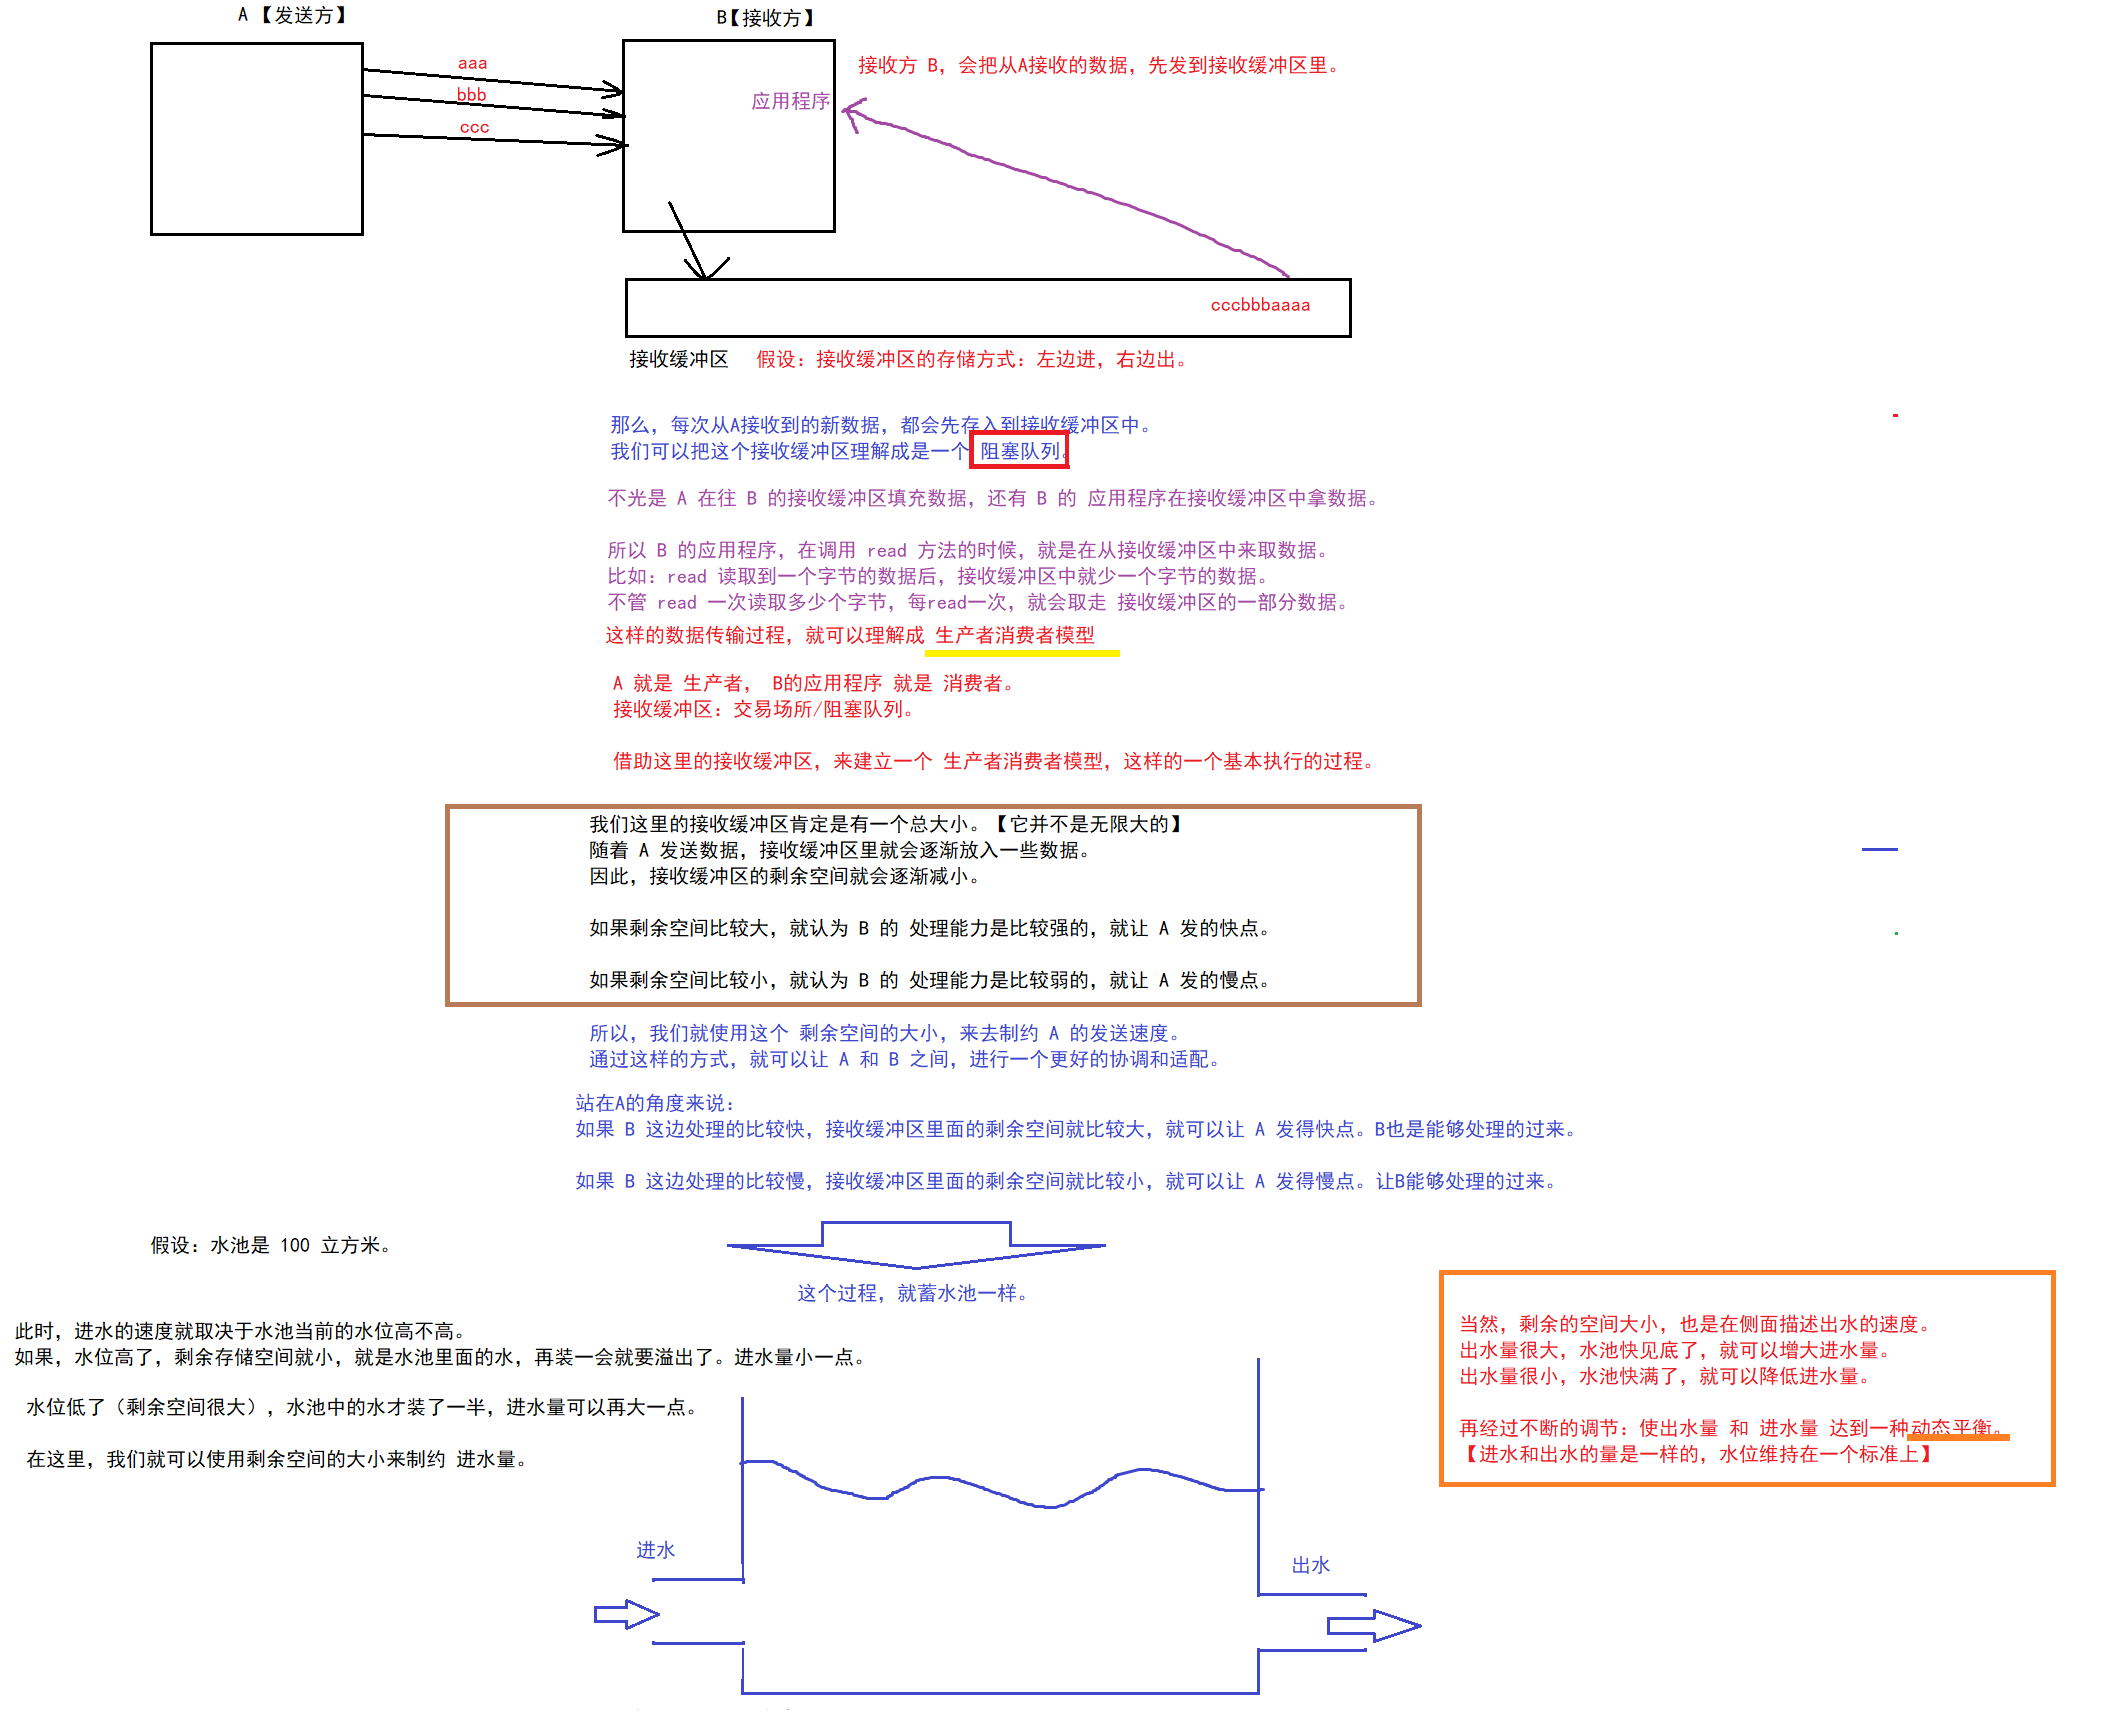 A 【发送方】
B【接收方】
aaa
bbb
ccc
应用程序
接收方 B，会把从A接收的数据，先发到接收缓冲区里。
cccbbbaaaa
接收缓冲区
假设：接收缓冲区的存储方式：左边进，右边出。
那么，每次从A接收到的新数据，都会先存入到接收缓冲区中。
我们可以把这个接收缓冲区理解成是一个 阻塞队列。
不光是 A 在往 B 的接收缓冲区填充数据，还有 B 的 应用程序在接收缓冲区中拿数据。
所以 B 的应用程序，在调用 read 方法的时候，就是在从接收缓冲区中来取数据。
比如：read 读取到一个字节的数据后，接收缓冲区中就少一个字节的数据。
不管 read 一次读取多少个字节，每read一次，就会取走 接收缓冲区的一部分数据。
这样的数据传输过程，就可以理解成 生产者消费者模型
A 就是 生产者， B的应用程序 就是 消费者。
接收缓冲区：交易场所/阻塞队列。
借助这里的接收缓冲区，来建立一个 生产者消费者模型，这样的一个基本执行的过程。
我们这里的接收缓冲区肯定是有一个总大小。【它并不是无限大的】
随着 A 发送数据，接收缓冲区里就会逐渐放入一些数据。
因此，接收缓冲区的剩余空间就会逐渐减小。
如果剩余空间比较大，就认为 B 的 处理能力是比较强的，就让 A 发的快点。
如果剩余空间比较小，就认为 B 的 处理能力是比较弱的，就让 A 发的慢点。
所以，我们就使用这个 剩余空间的大小，来去制约 A 的发送速度。
通过这样的方式，就可以让 A 和 B 之间，进行一个更好的协调和适配。
站在A的角度来说：
如果 B 这边处理的比较快，接收缓冲区里面的剩余空间就比较大，就可以让 A 发得快点。B也是能够处理的过来。
如果 B 这边处理的比较慢，接收缓冲区里面的剩余空间就比较小，就可以让 A 发得慢点。让B能够处理的过来。
假设：水池是 100 立方米。
这个过程，就蓄水池一样。
此时，进水的速度就取决于水池当前的水位高不高。
如果，水位高了，剩余存储空间就小，就是水池里面的水，再装一会就要溢出了。进水量小一点。
水位低了（剩余空间很大），水池中的水才装了一半，进水量可以再大一点。
在这里，我们就可以使用剩余空间的大小来制约 进水量。
当然，剩余的空间大小，也是在侧面描述出水的速度。
出水量很大，水池快见底了，就可以增大进水量。
出水量很小，水池快满了，就可以降低进水量。
再经过不断的调节：使出水量 和 进水量 达到一种动态平衡。
【进水和出水的量是一样的，水位维持在一个标准上】
进水
出水